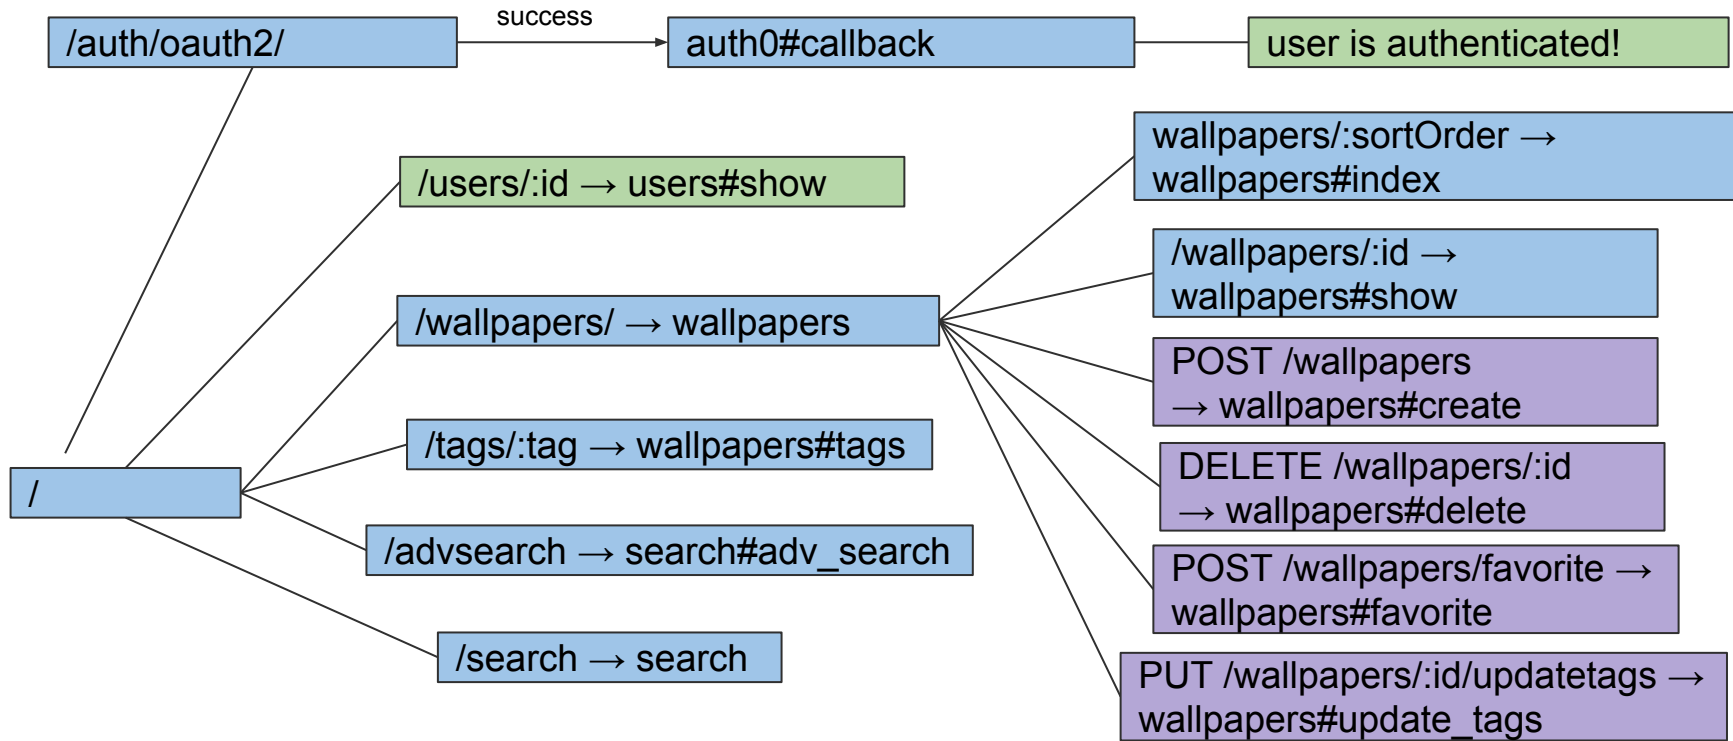 success
/auth/oauth2/
auth0#callback
user is authenticated!
wallpapers/:sortOrder →
wallpapers#index
/users/:id → users#show
/wallpapers/:id →
wallpapers#show
/wallpapers/ → wallpapers
POST /wallpapers
→ wallpapers#create
/tags/:tag → wallpapers#tags
DELETE /wallpapers/:id
→ wallpapers#delete
/
/advsearch → search#adv_search
POST /wallpapers/favorite →
wallpapers#favorite
/search → search
PUT /wallpapers/:id/updatetags →
wallpapers#update_tags